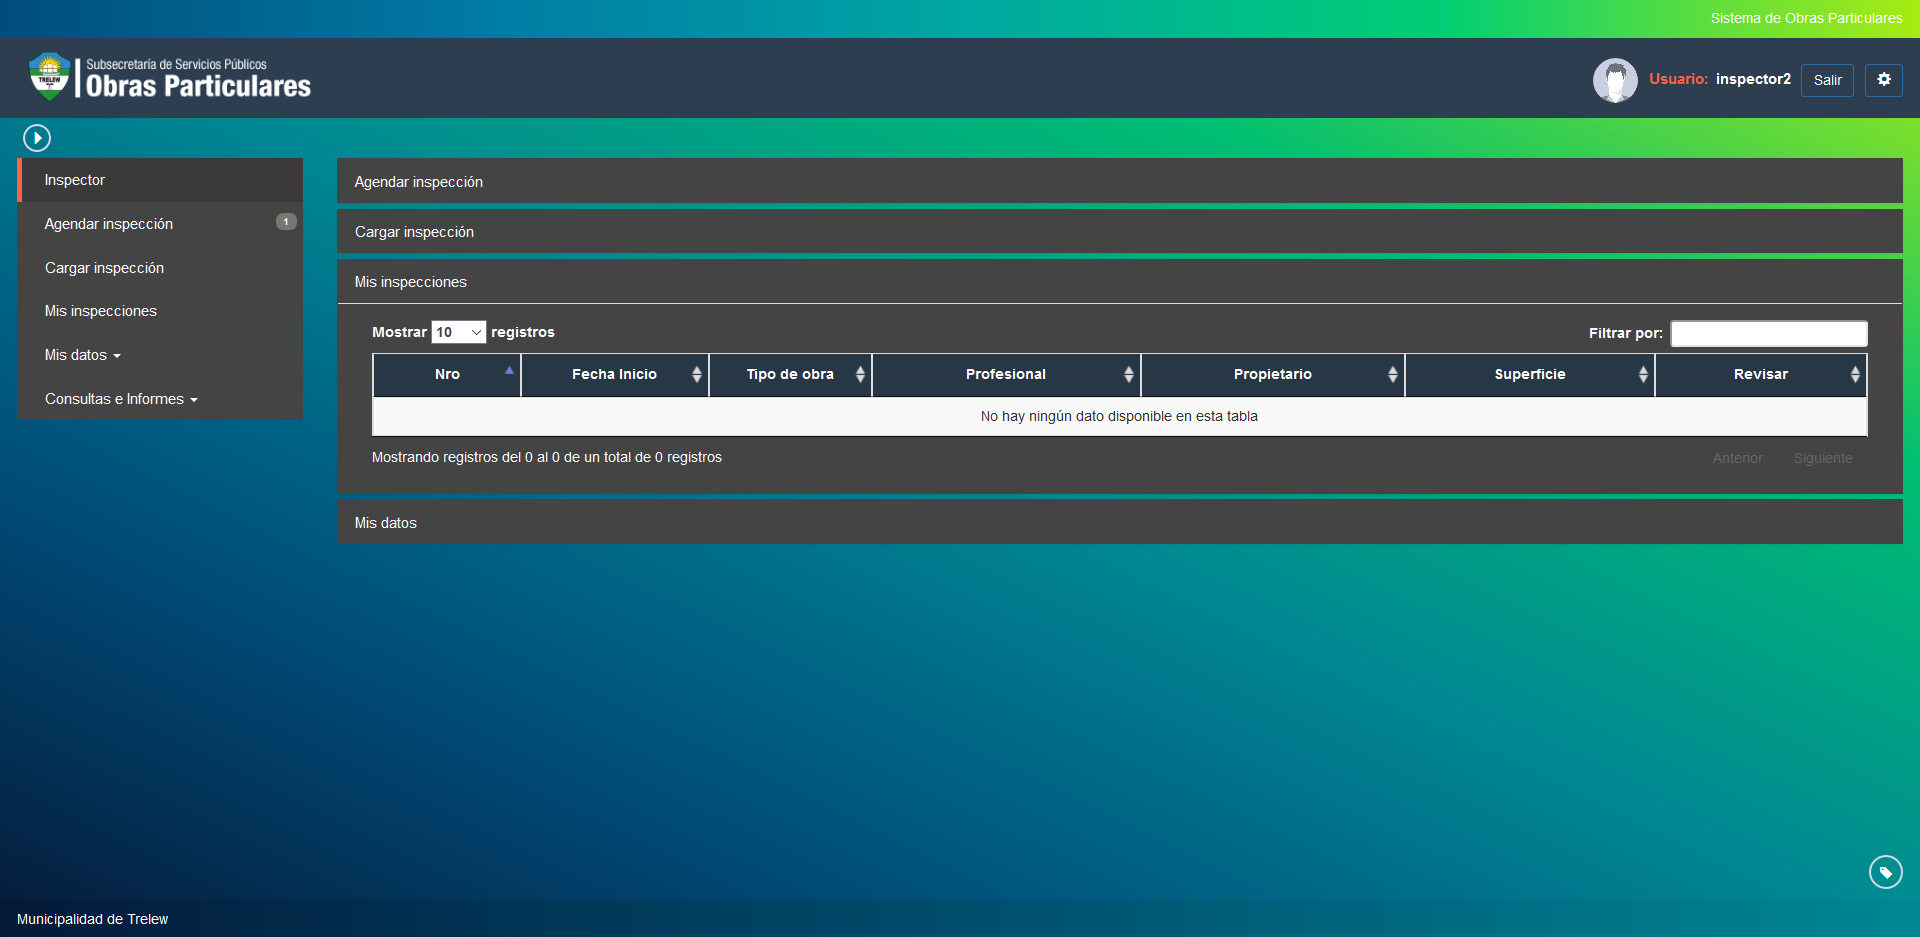 Sistema de Obras Particulares
Subsecretaría de Servicios Públicos
Obras Particulares
TRELEW
Usuario: inspector2 Salir
Inspector
Agendar inspección 1
Cargar inspección
Mis inspecciones
Mis datos
Consultas e Informes
Agendar inspección
Cargar inspección
Mis inspecciones
Mostrar 10 registros
Filtrar por:
Nro Fecha Inicio Tipo de obra Profesional Propietario Superficie Revisar
No hay ningún dato disponible en esta tabla
Mostrando registros del 0 al 0 de un total de 0 registros
Anterior Siguiente
Mis datos
Municipalidad de Trelew